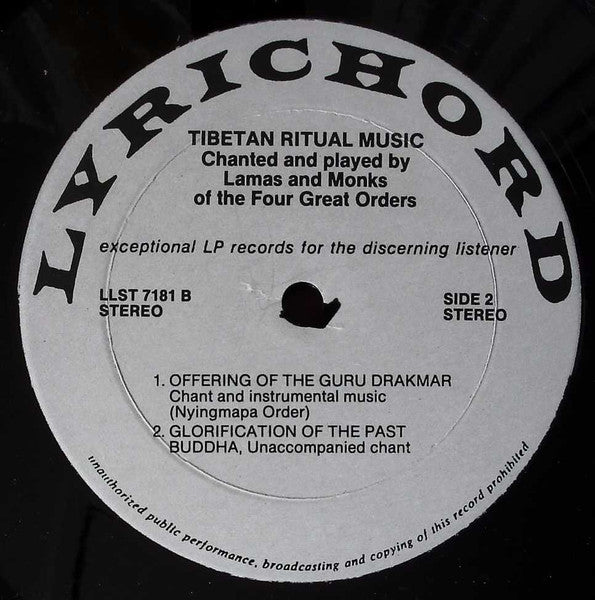 LYRICHORD
TIBETAN RITUAL MUSIC
Chanted and played by
Lamas and Monks
of the Four Great Orders
exceptional LP records for the discerning listener
LLST 7181 B
STEREO
SIDE 2
STEREO
1. OFFERING OF THE GURU DRAKMAR
Chant and instrumental music
(Nyingmapa Order)
2. GLORIFICATION OF THE PAST
BUDDHA, Unaccompanied chant
unauthorized public performance, broadcasting and copying of this record prohibited